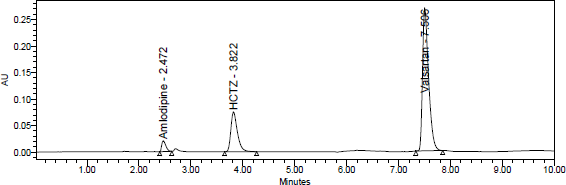 0.25
0.20
0.15
0.10
0.05
0.00
AU
Amlodipine - 2.472
HCTZ - 3.822
Valsartan - 7.506
1.00 2.00 3.00 4.00 5.00 6.00 7.00 8.00 9.00 10.00
Minutes